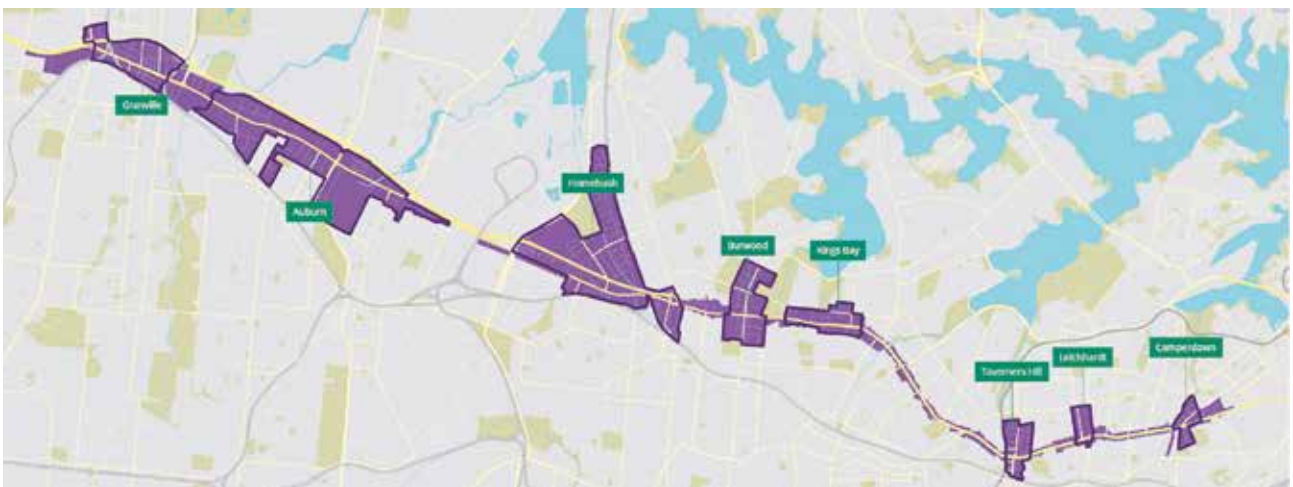 Granville
Auburn
Homebush
Burwood
Kings Bay
Taverners Hill
Leichhardt
Camperdown